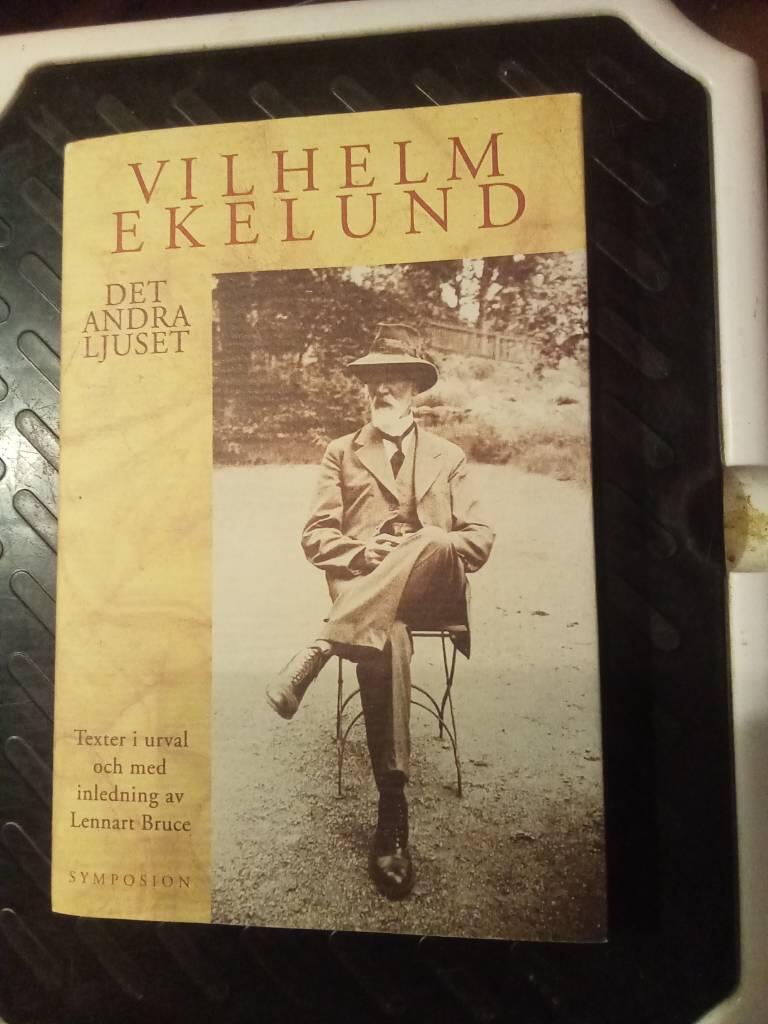 VILHELM
EKELUND
DET
ANDRA
LJUSET
Texter i urval
och med
inledning av
Lennart Bruce
SYMPOSION